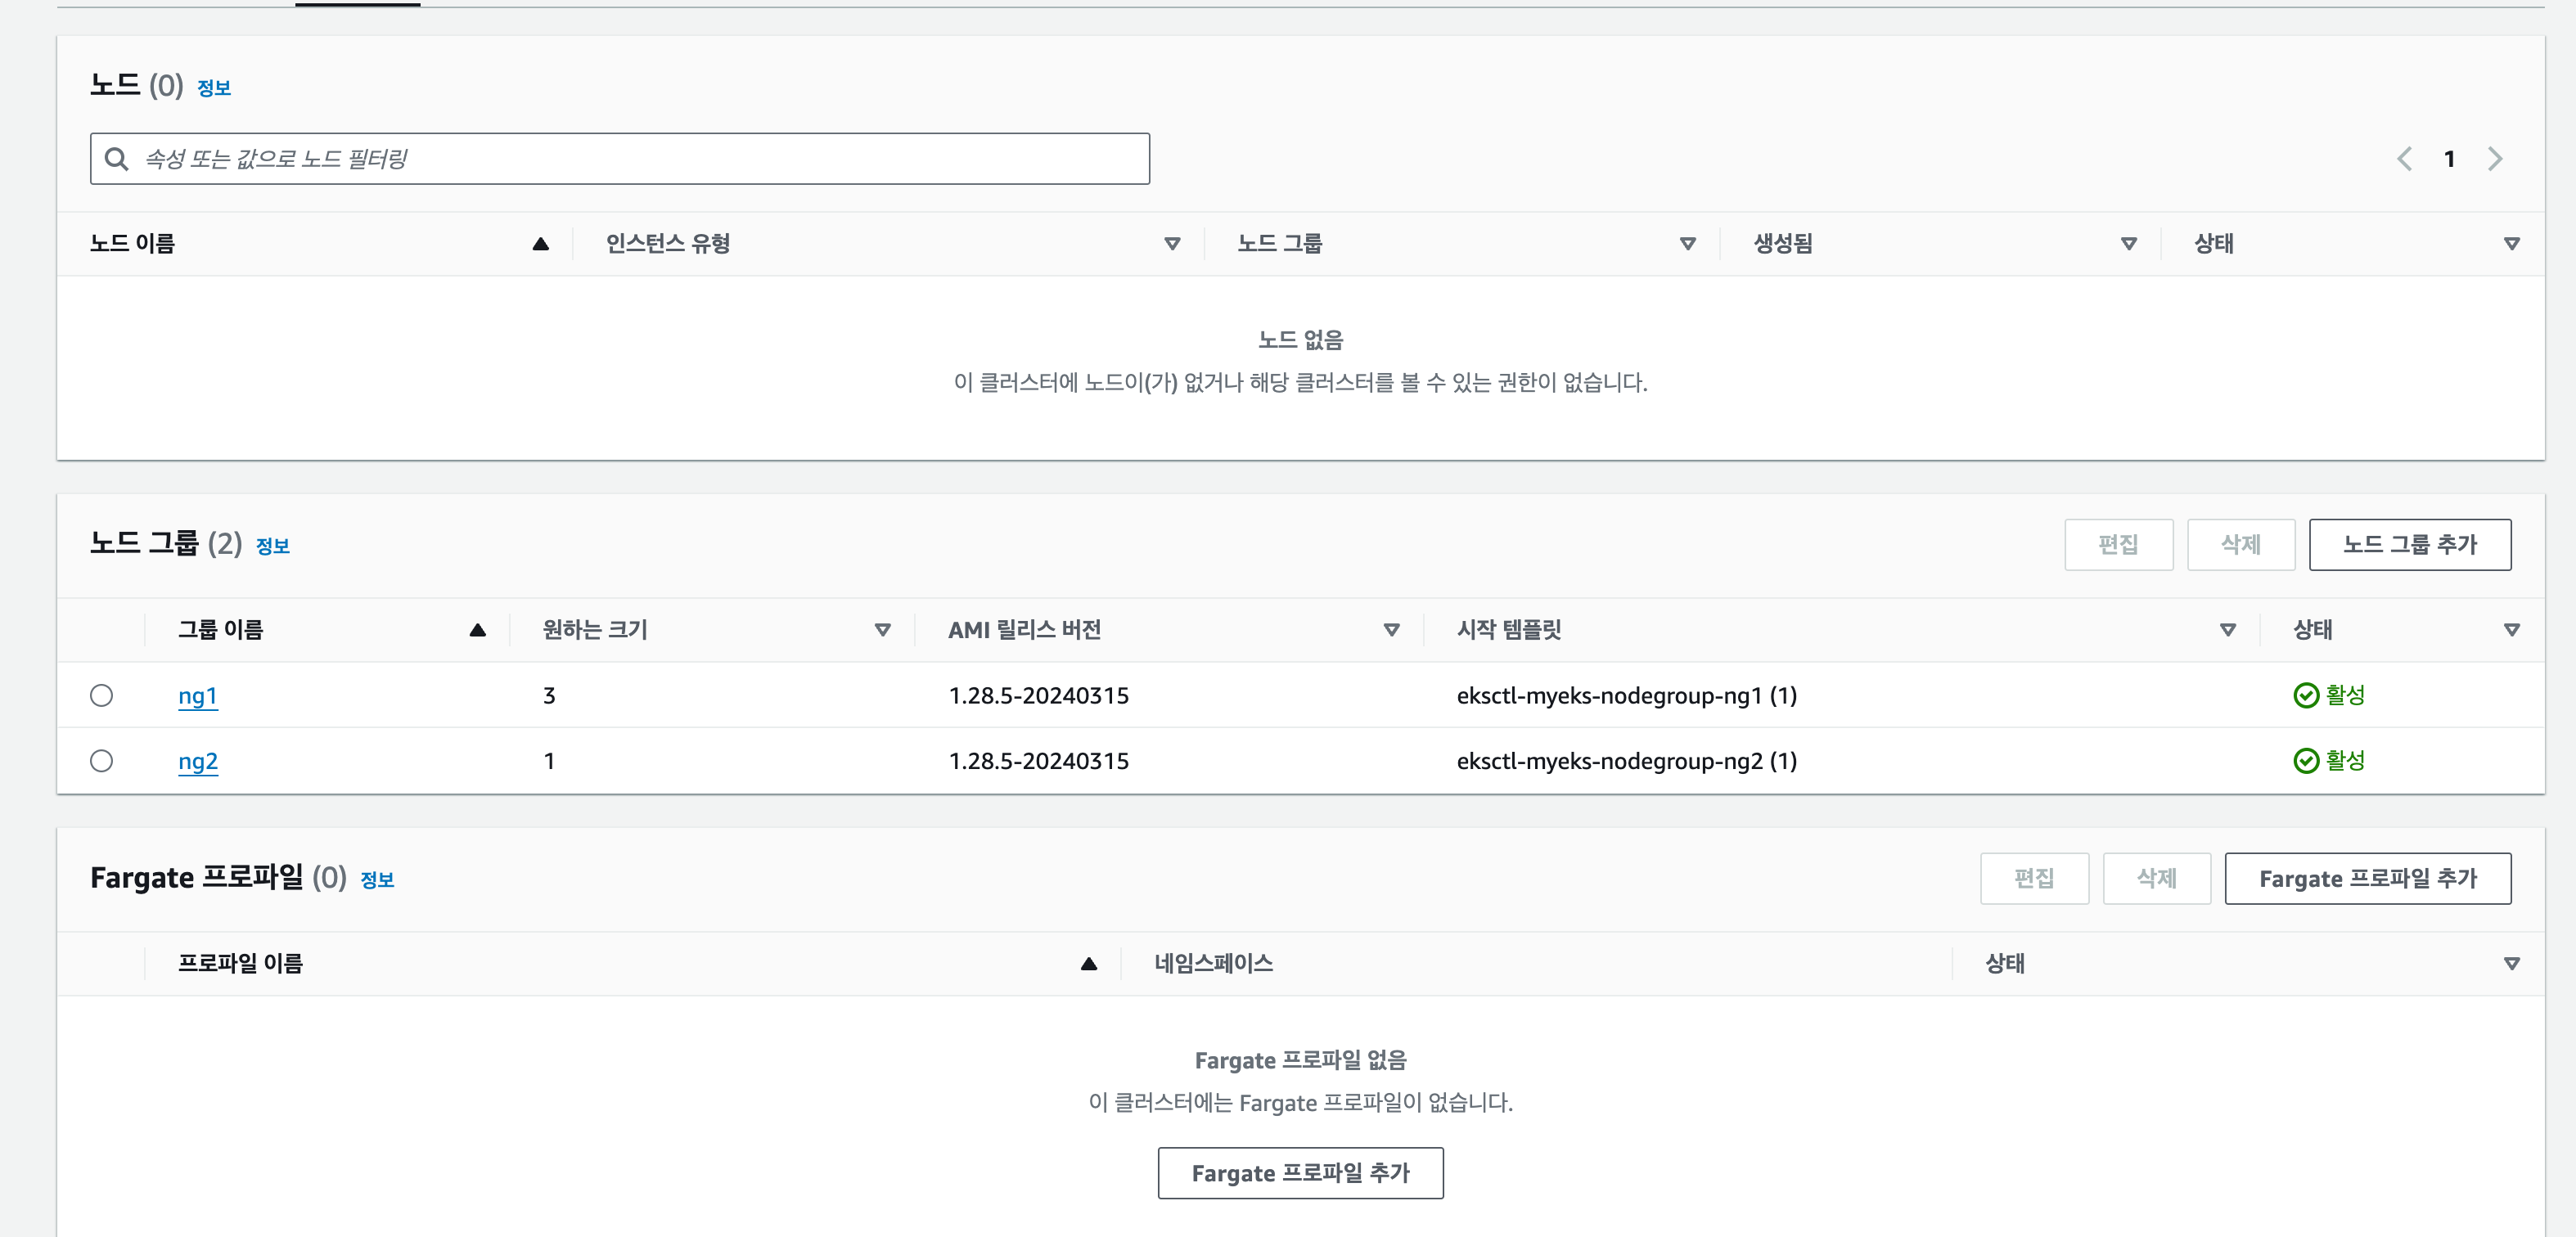 노드 (0) 정보
속성 또는 값으로 노드 필터링
1
노드 이름 인스턴스 유형 노드 그룹 생성됨 상태
노드 없음
이 클러스터에 노드이(가) 없거나 해당 클러스터를 볼 수 있는 권한이 없습니다.
노드 그룹 (2) 정보 편집 삭제 노드 그룹 추가
그룹 이름 원하는 크기 AMI 릴리스 버전 시작 템플릿 상태
ng1 3 1.28.5-20240315 eksctl-myeks-nodegroup-ng1 (1) 활성
ng2 1 1.28.5-20240315 eksctl-myeks-nodegroup-ng2 (1) 활성
Fargate 프로파일 (0) 정보 편집 삭제 Fargate 프로파일 추가
프로파일 이름 네임스페이스 상태
Fargate 프로파일 없음
이 클러스터에는 Fargate 프로파일이 없습니다.
Fargate 프로파일 추가